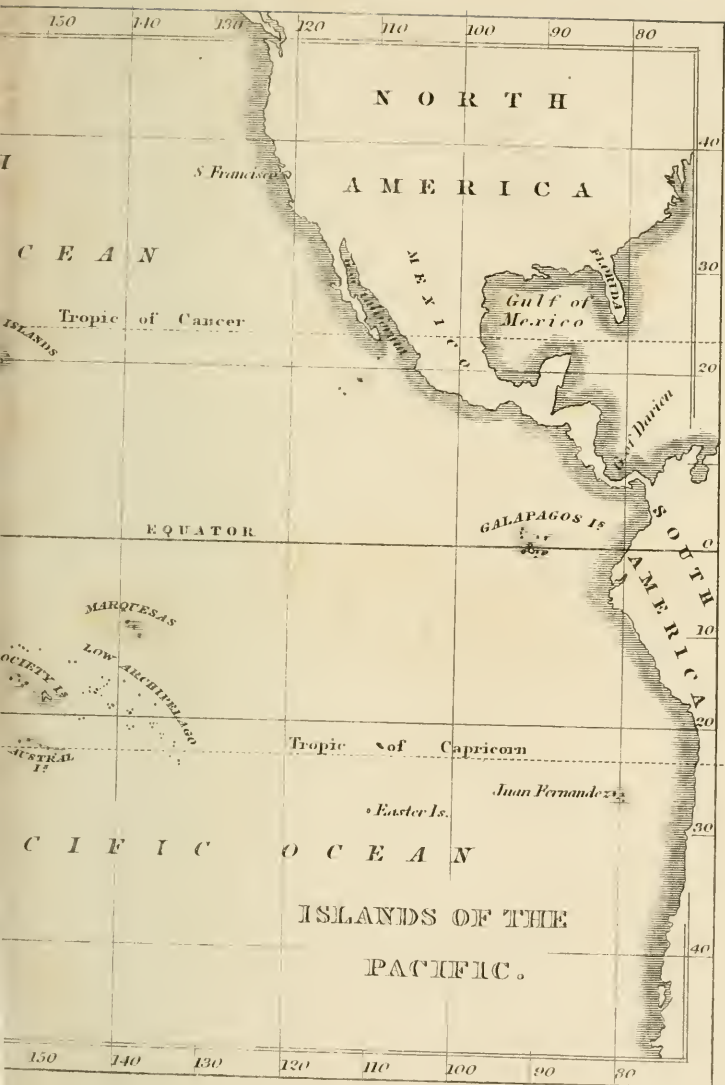 150 140 130 120 110 100 90 80
NORTH
40
S. Francisco
AMERICA
CEAN
MEXICO
FLORIDA
30
Gulf of
Mexico
Tropic of Cancer
ISLANDS
20
G. of Darien
GALAPAGOS Is
EQUATOR
SOUTH
0
AMERICA
MARQUESAS
10
LOW ARCHIPELAGO
OCIETY Is
20
Tropic of Capricorn
AUSTRAL
Is
Juan Fernandez
Easter Is.
30
CIFIC OCEAN
ISLANDS OF THE
PACIFIC.
40
150 140 130 120 110 100 90 80